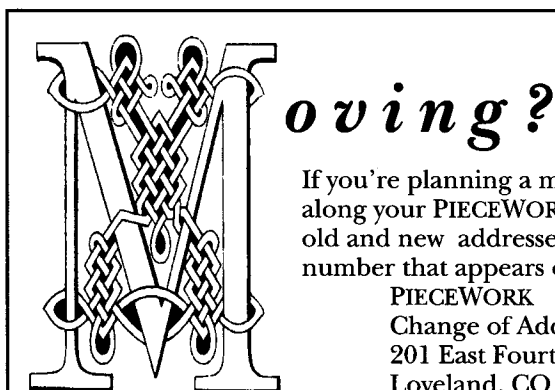 Moving?
If you're planning a m
along your PIECEWOR
old and new addresse
number that appears
PIECEWORK
Change of Add
201 East Fourt
Loveland, CO